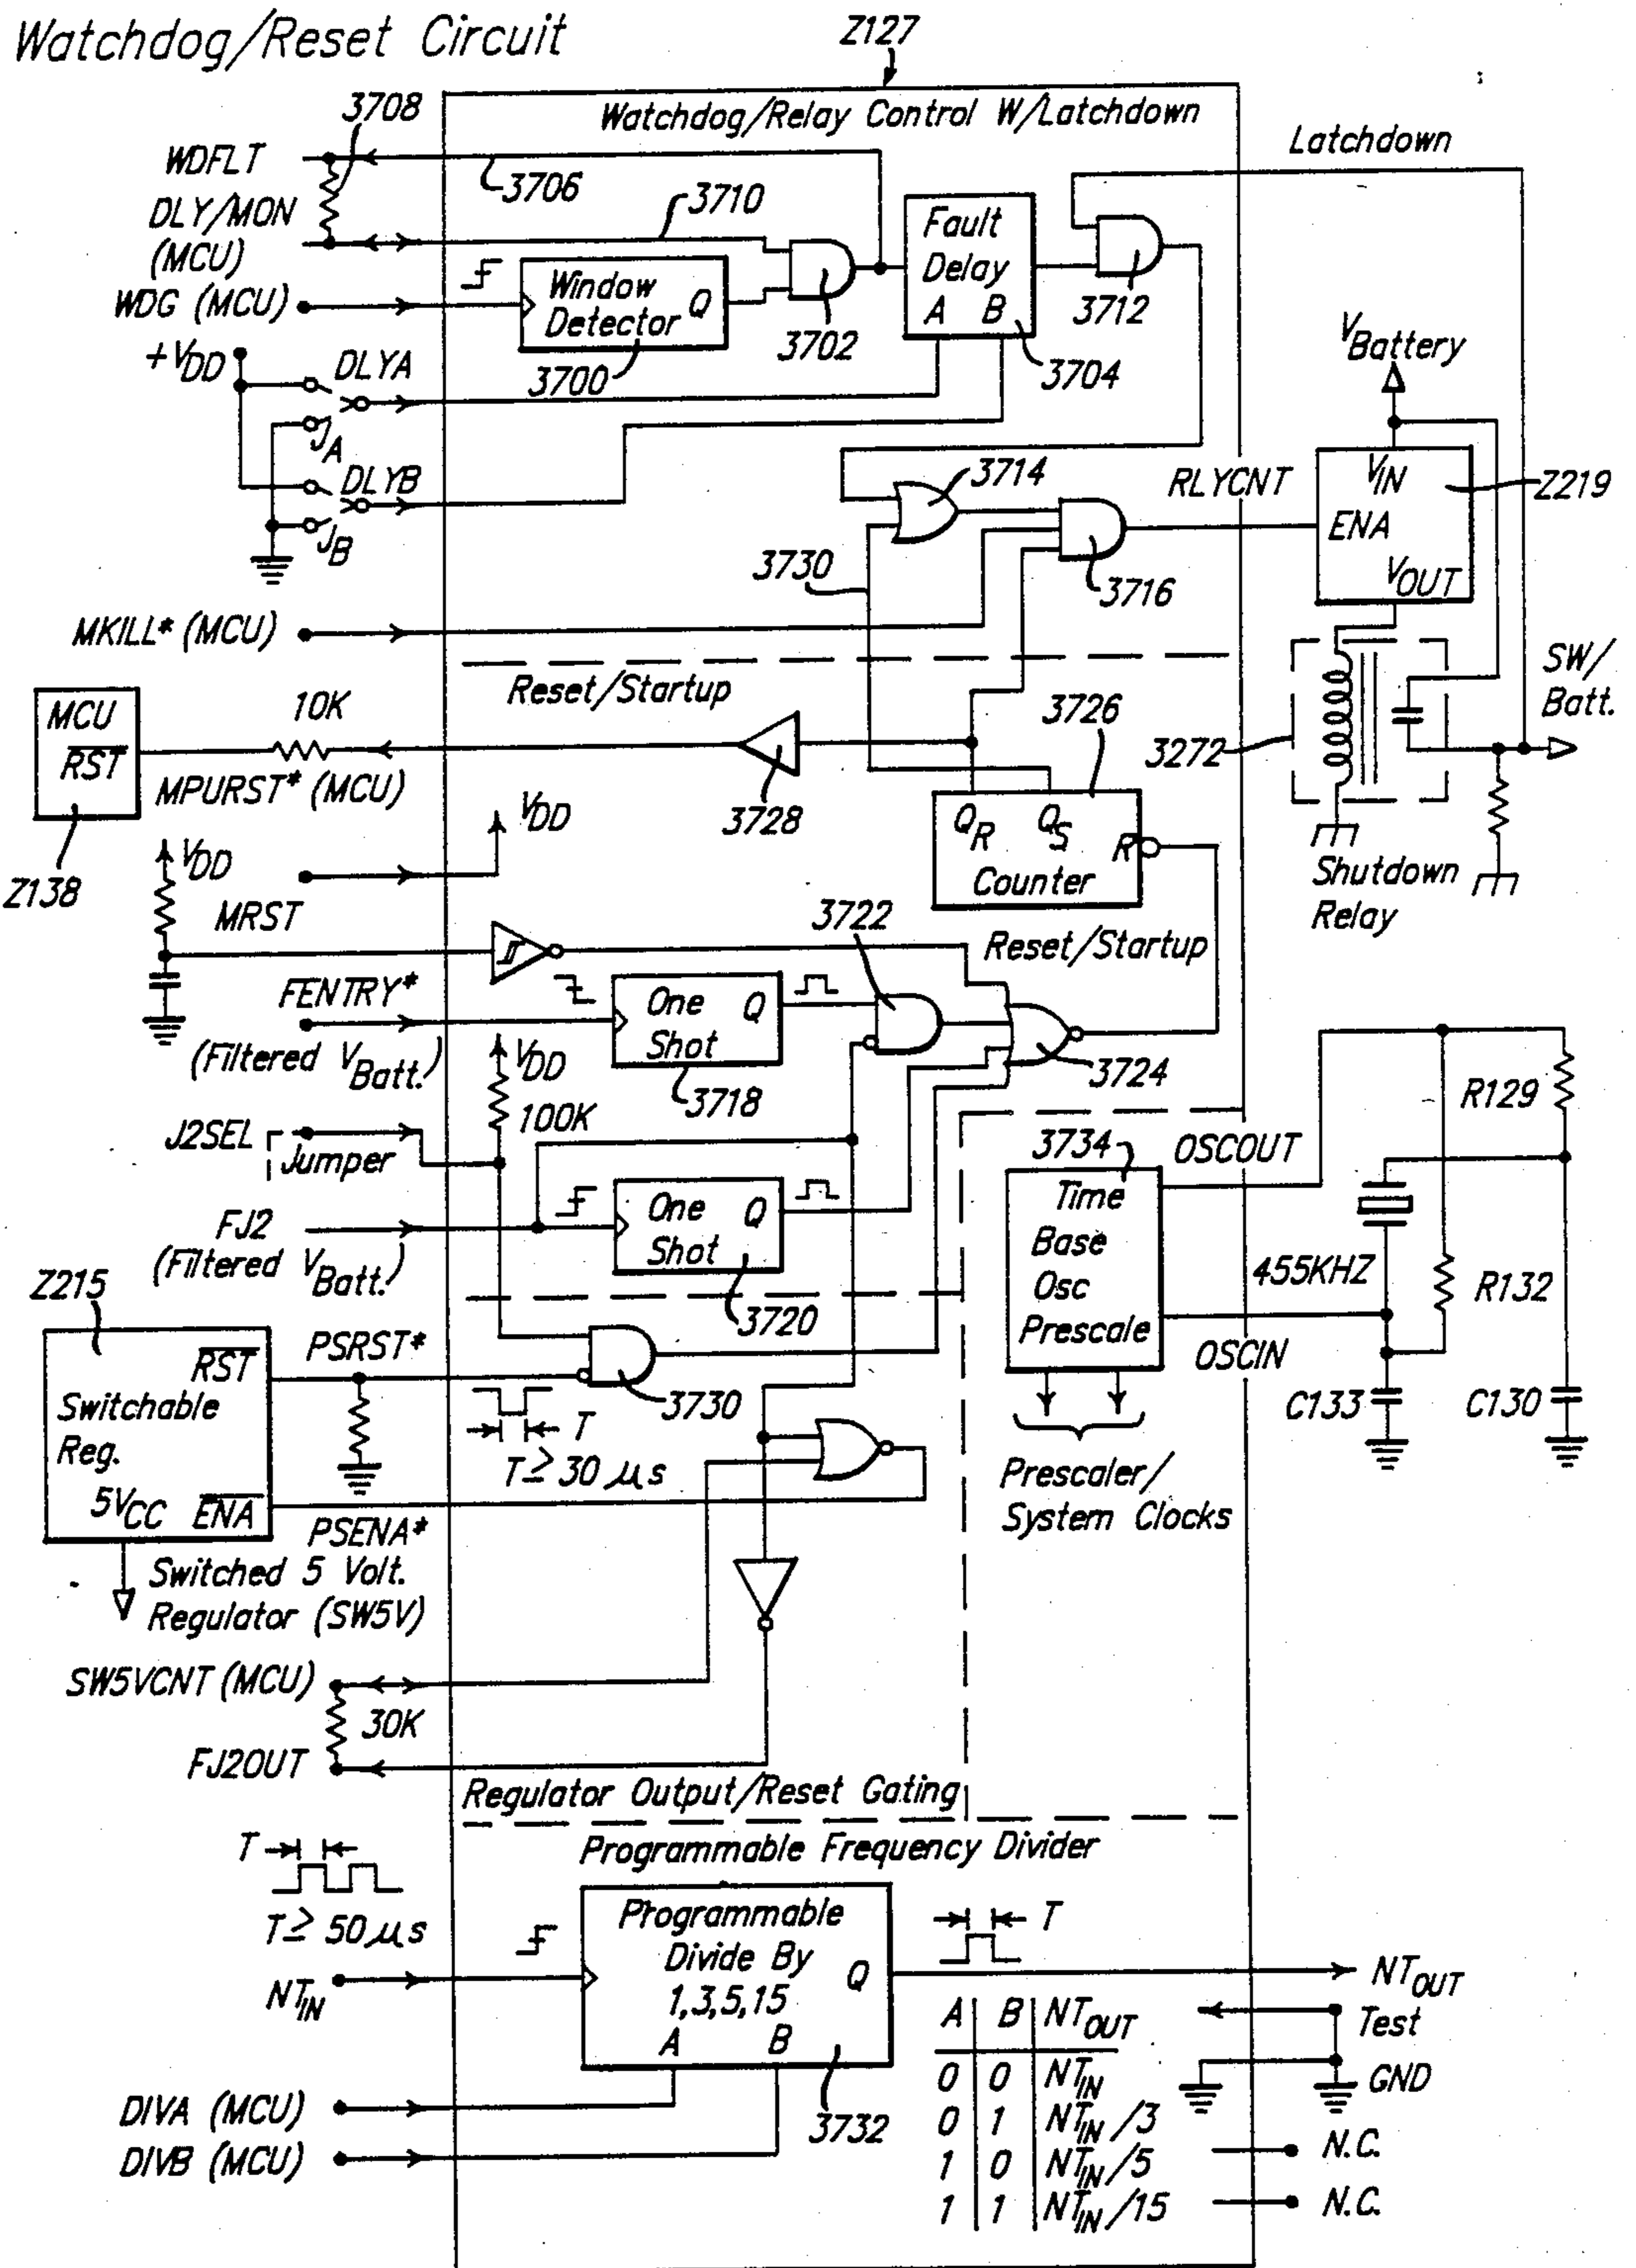 Watchdog/Reset Circuit
Z127
3708
Watchdog/Relay Control W/Latchdown
Latchdown
WDFLT
3706
DLY/MON
(MCU)
3710
Fault
Delay
A B
3712
WDG (MCU)
Window
Detector Q
3702
3700
3704
+VDD
DLYA
JA
DLYB
JB
VBattery
3714
RLYCNT
VIN
ENA
VOUT
Z219
3730
3716
MKILL* (MCU)
Reset/Startup
SW/
Batt.
MCU
RST
10K
3726
3272
MPURST* (MCU)
3728
VDD
QR QS
R
Counter
Shutdown
Relay
Z138
VDD
MRST
3722
Reset/Startup
FENTRY*
(Filtered VBatt.)
One
Shot
Q
VDD
3718
3724
100K
R129
J2SEL
Jumper
3734
OSCOUT
FJ2
(Filtered VBatt.)
One
Shot
Q
Time
Base
Osc
Prescale
455KHZ
R132
Z215
3720
OSCIN
RST
PSRST*
Switchable
Reg.
3730
T
T ≥ 30 μs
C133
C130
5VCC ENA
PSENA*
Prescaler/
System Clocks
Switched 5 Volt.
Regulator (SW5V)
SW5VCNT (MCU)
30K
FJ2OUT
Regulator Output/Reset Gating
Programmable Frequency Divider
T
T ≥ 50 μs
Programmable
Divide By
1,3,5,15
Q
A B
T
NTIN
NTOUT
Test
GND
A B NTOUT
0 0 NTIN
0 1 NTIN/3
1 0 NTIN/5
1 1 NTIN/15
DIVA (MCU)
DIVB (MCU)
3732
N.C.
N.C.